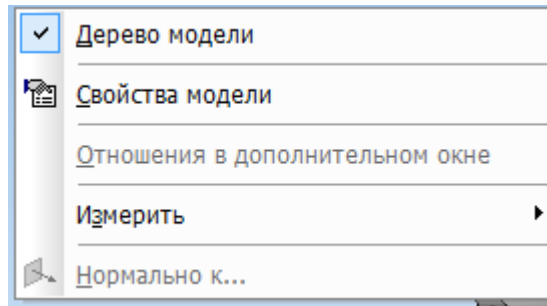 Дерево модели
Свойства модели
Отношения в дополнительном окне
Измерить
Нормально к...